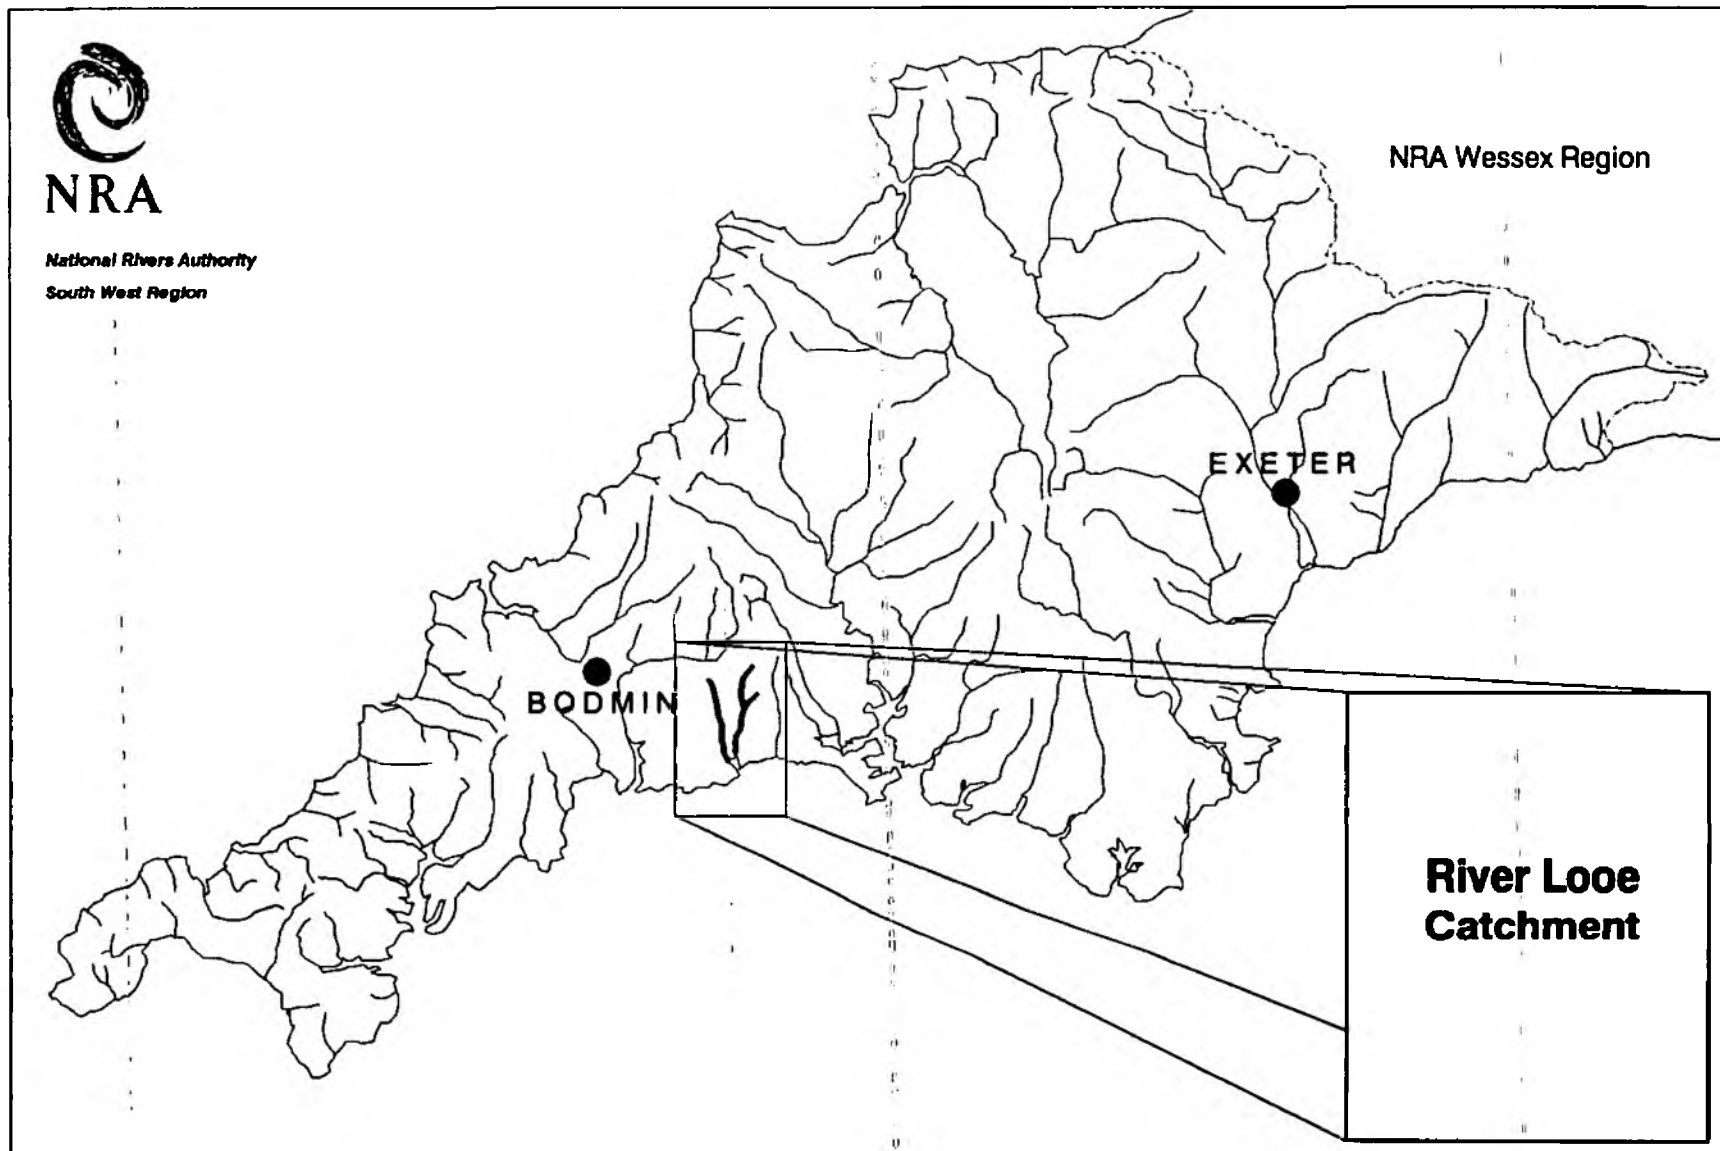 NRA
National Rivers Authority
South West Region
NRA Wessex Region
EXETER
BODMIN
River Looe
Catchment